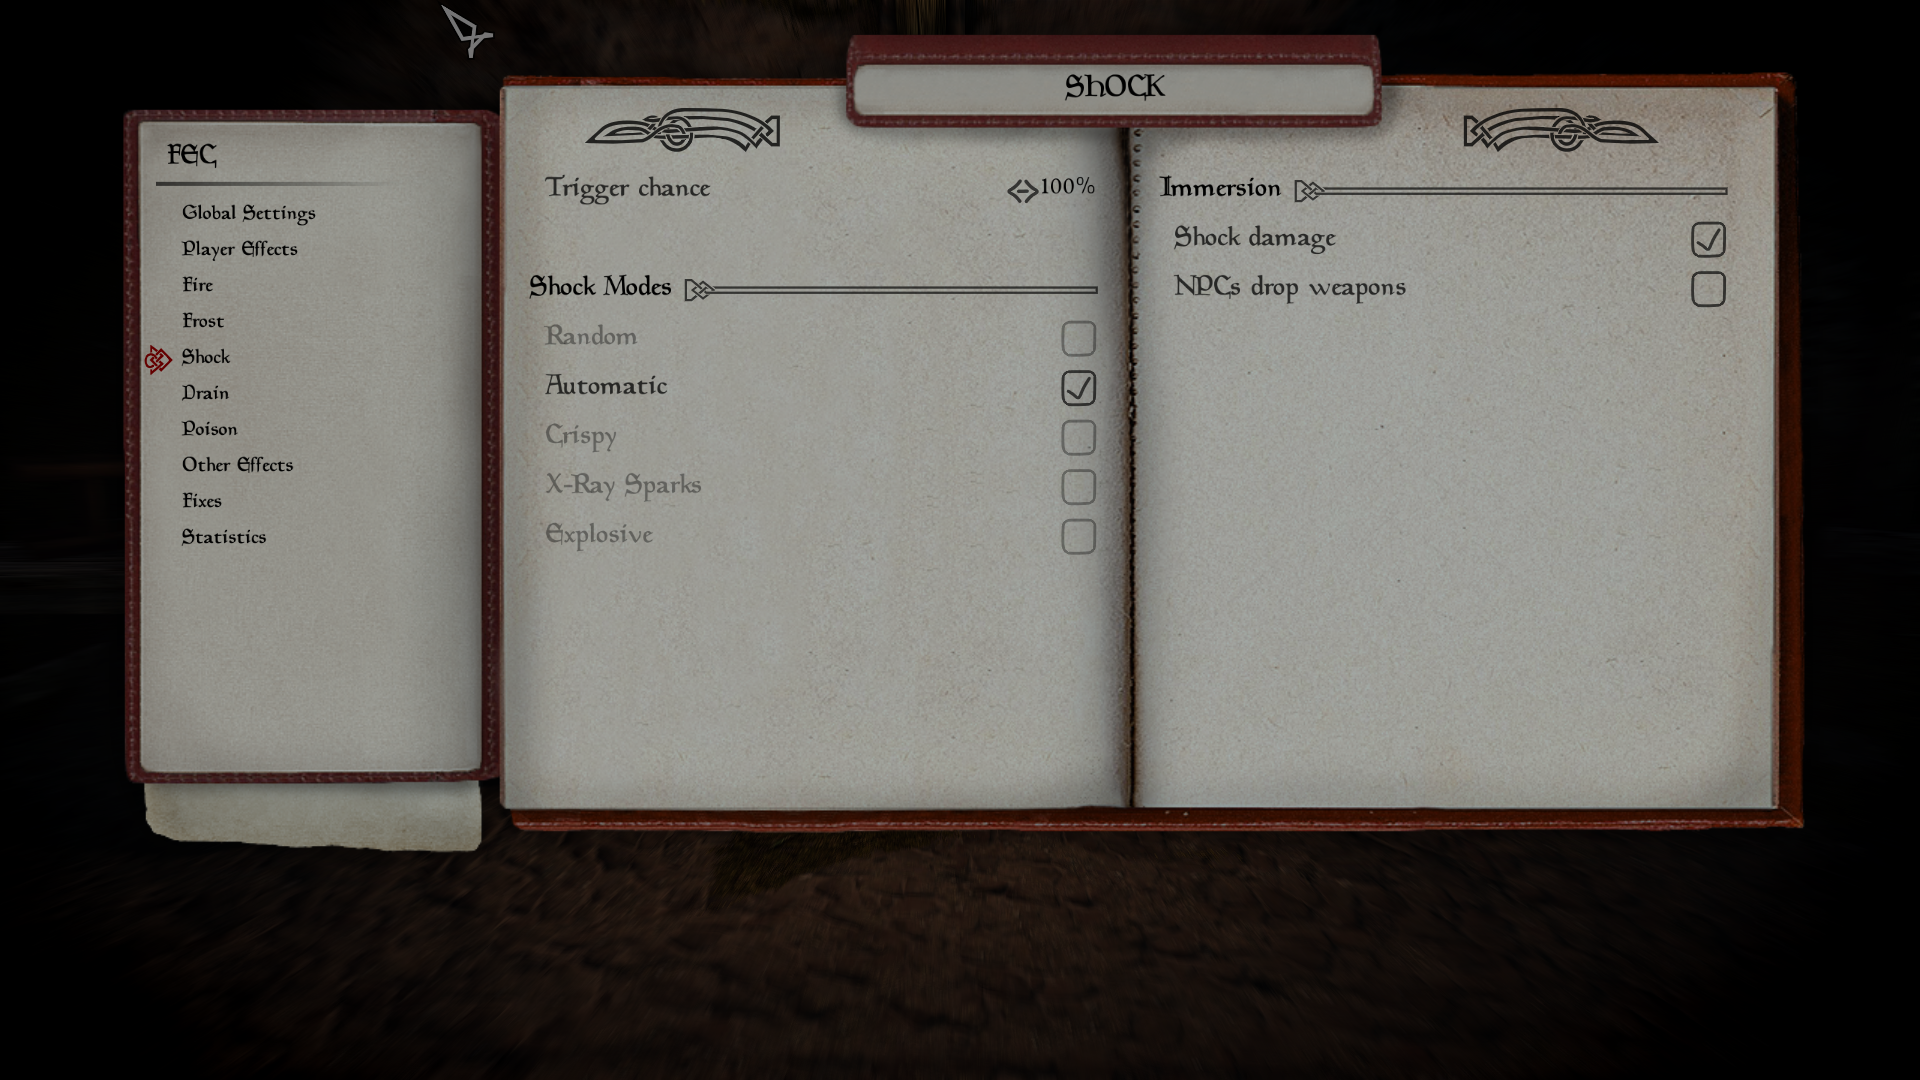 SHOCK
FEC
Global Settings
Player Effects
Fire
Frost
Shock
Drain
Poison
Other Effects
Fixes
Statistics
Trigger chance 100%
Shock Modes
Random
Automatic
Crispy
X-Ray Sparks
Explosive
Immersion
Shock damage
NPCs drop weapons